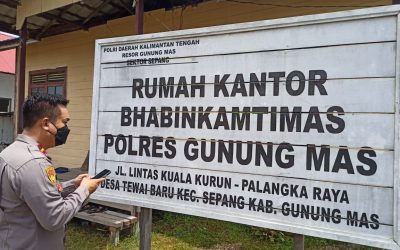 POLRI DAERAH KALIMANTAN TENGAH
RESOR GUNUNG MAS
SEKTOR SEPANG
RUMAH KANTOR
BHABINKAMTIMAS
POLRES GUNUNG MAS
JL. LINTAS KUALA KURUN - PALANGKA RAYA
DESA TEWAI BARU KEC. SEPANG KAB. GUNUNG MAS